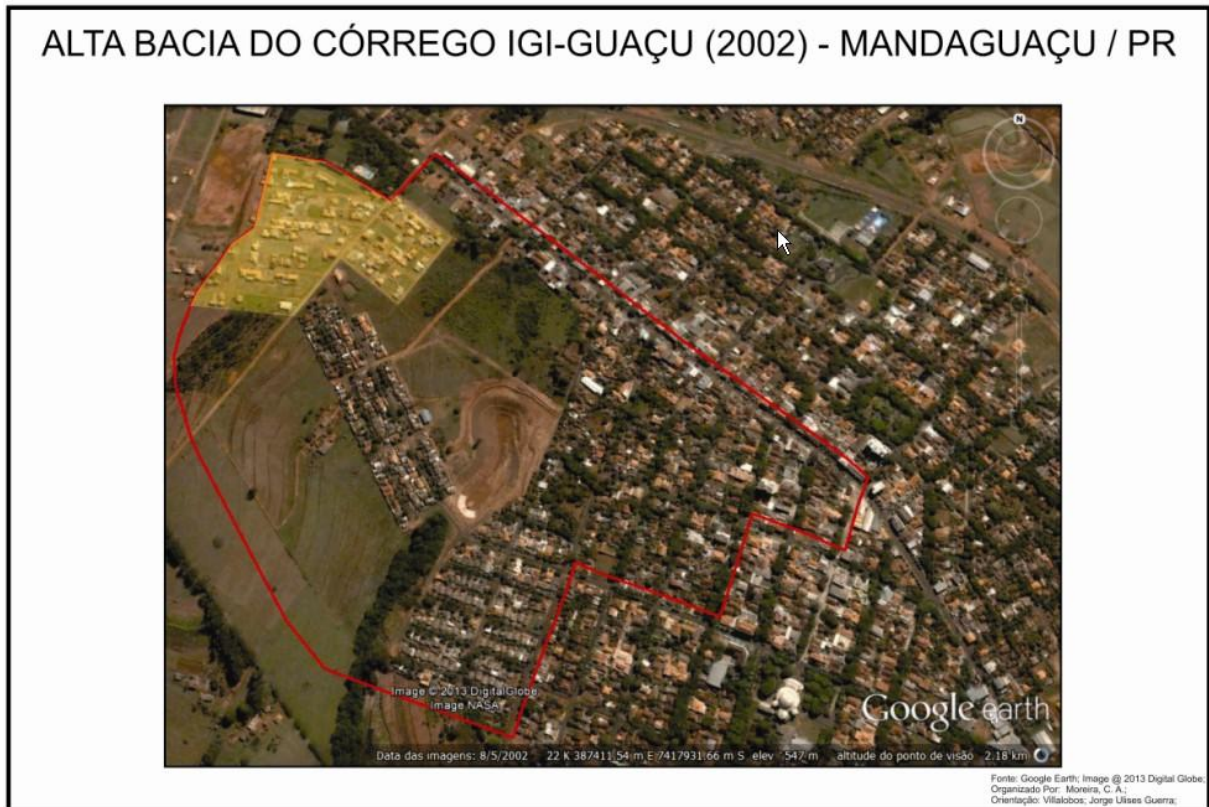 ALTA BACIA DO CÓRREGO IGI-GUAÇU (2002) - MANDAGUAÇU / PR
N
Image © 2013 DigitalGlobe
Image NASA
Google earth
Data das imagens: 8/5/2002 22 K 387411.54 m E 7417931.66 m S elev 547 m altitude do ponto de visão 2.18 km
Fonte: Google Earth; Image @ 2013 Digital Globe;
Organizado Por: Moreira, C. A.;
Orientação: Villalobos; Jorge Ulises Guerra;